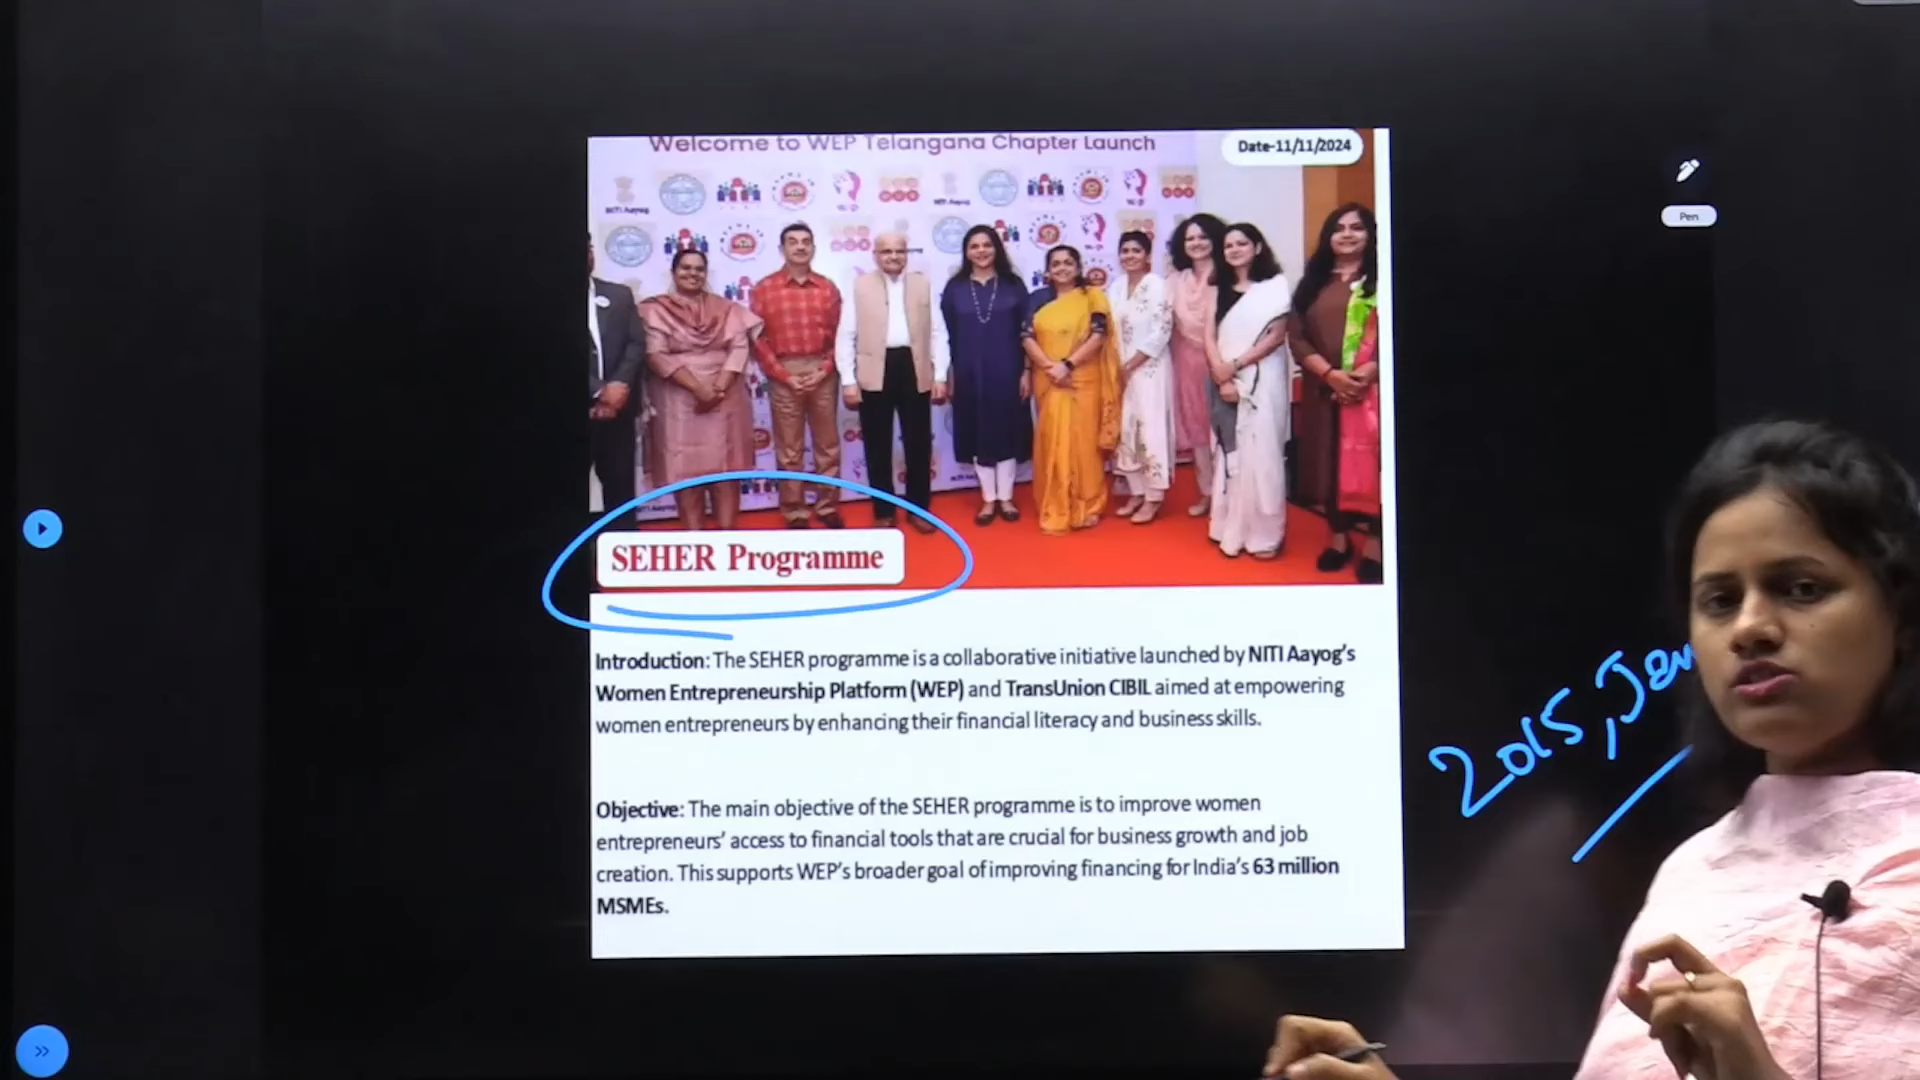 Welcome to WEP Telangana Chapter Launch
Date-11/11/2024
Pen
SEHER Programme
Introduction: The SEHER programme is a collaborative initiative launched by NITI Aayog's
Women Entrepreneurship Platform (WEP) and TransUnion CIBIL aimed at empowering
women entrepreneurs by enhancing their financial literacy and business skills.
2015, Jan
Objective: The main objective of the SEHER programme is to improve women
entrepreneurs' access to financial tools that are crucial for business growth and job
creation. This supports WEP's broader goal of improving financing for India's 63 million
MSMEs.